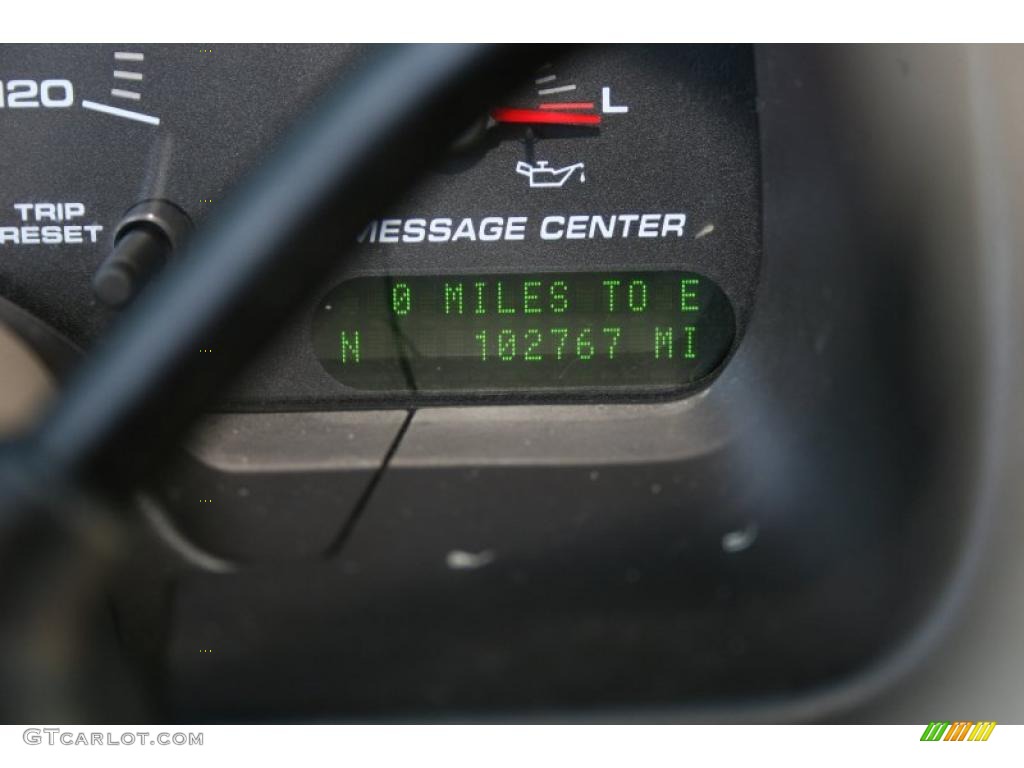 120
L
TRIP
RESET
MESSAGE CENTER
0 MILES TO E
N 102767 MI
GTCARLOT.COM